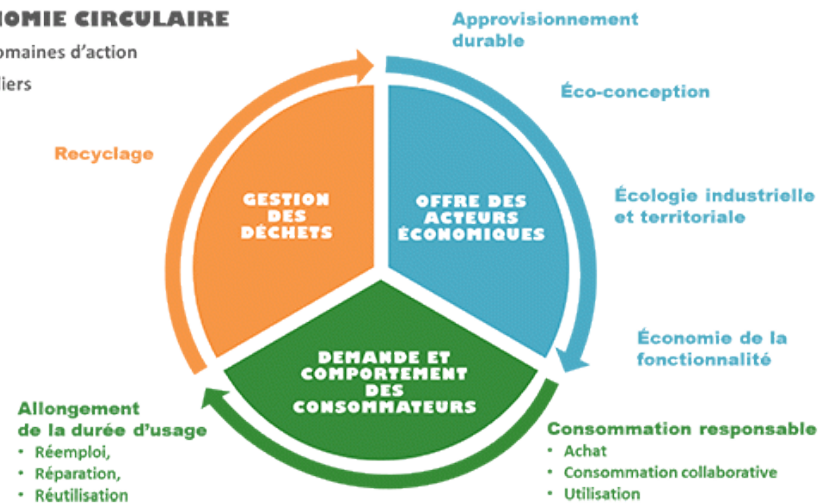 NOMIE CIRCULAIRE
omaines d'action
liers
Approvisionnement
durable
Éco-conception
Écologie industrielle
et territoriale
Économie de la
fonctionnalité
Recyclage
GESTION
DES
DÉCHETS
OFFRE DES
ACTEURS
ÉCONOMIQUES
DEMANDE ET
COMPORTEMENT
DES
CONSOMMATEURS
Allongement
de la durée d'usage
• Réemploi,
• Réparation,
• Réutilisation
Consommation responsable
• Achat
• Consommation collaborative
• Utilisation